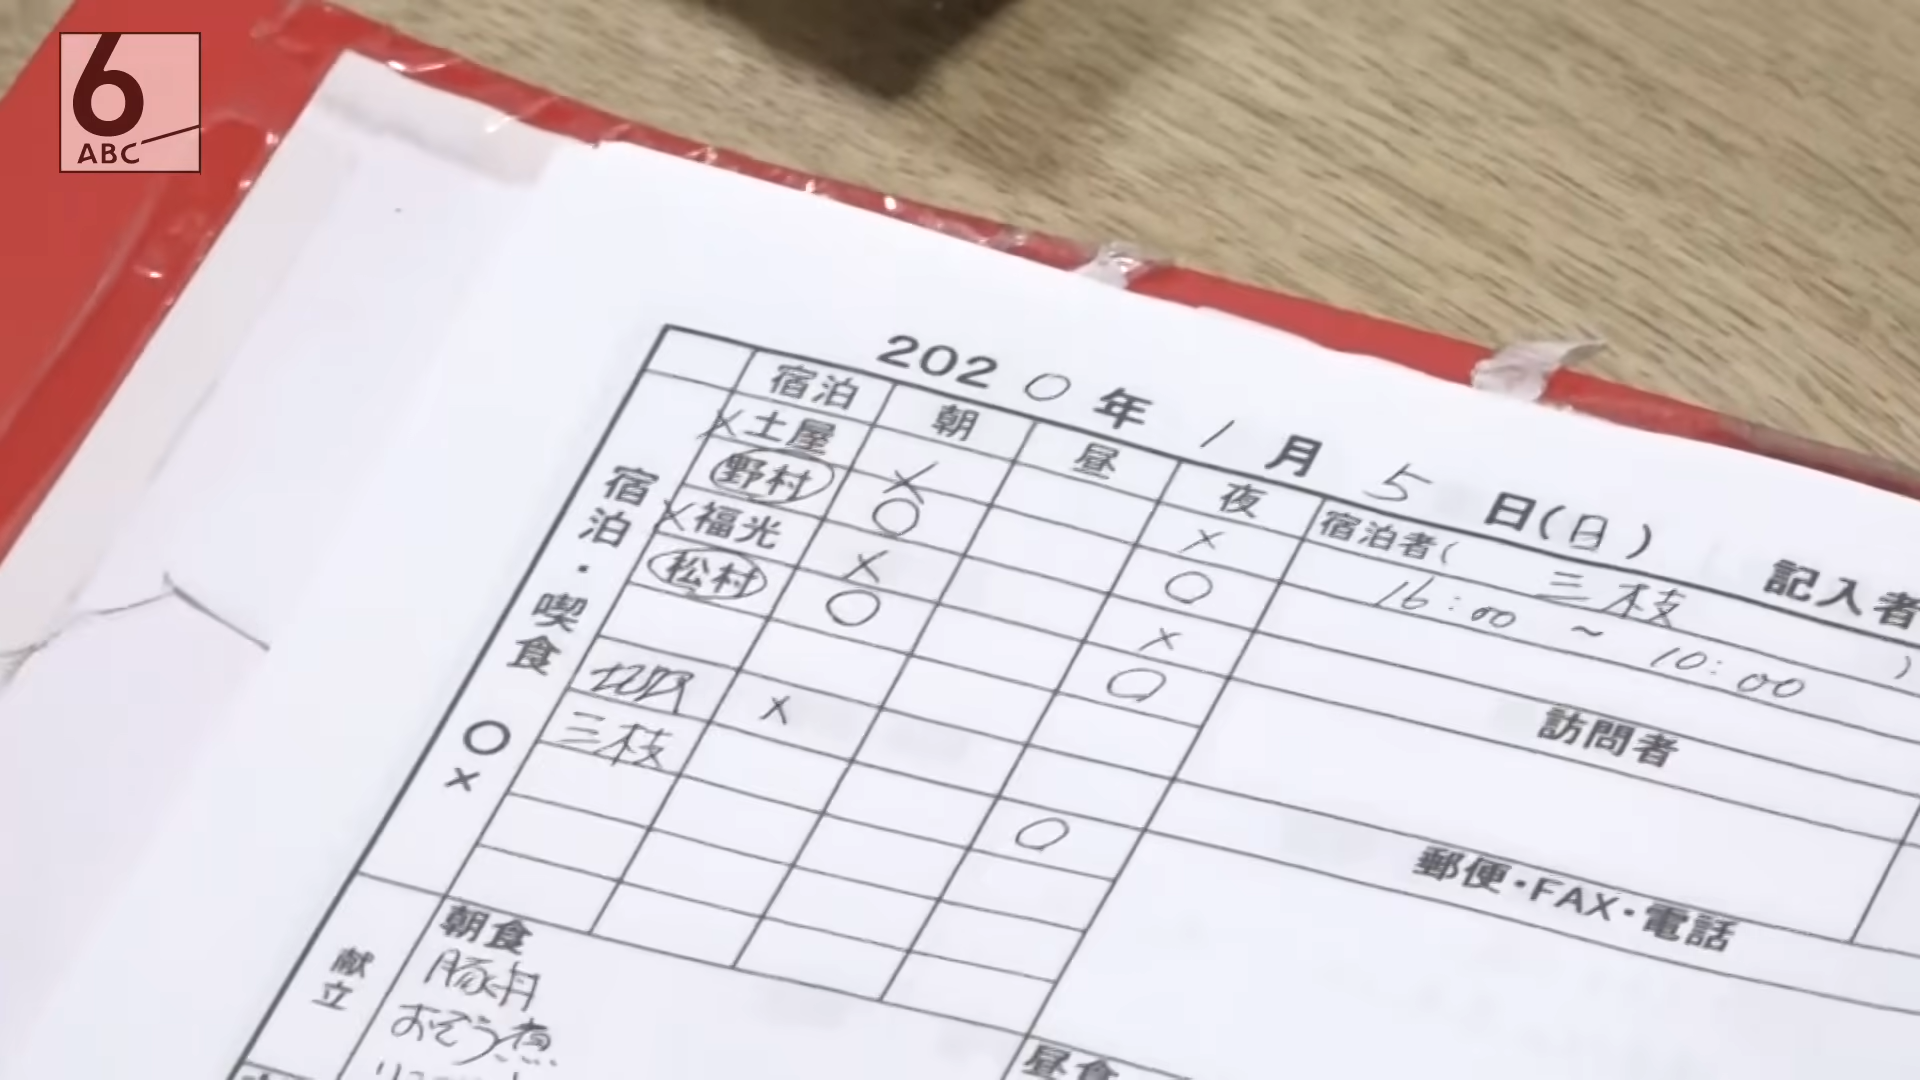 6
ABC
2020年 1月 5日(日) 記入者
宿泊 朝 昼 夜 宿泊者( 三枝 )
16:00 ~ 10:00
×土屋 × ×
野村 ○ ○
×福光 × ×
松村 ○ ○
×
三枝 ○
宿泊・喫食 ○×
訪問者
郵便・FAX・電話
献立
朝食
豚丼
おぞう煮
昼食